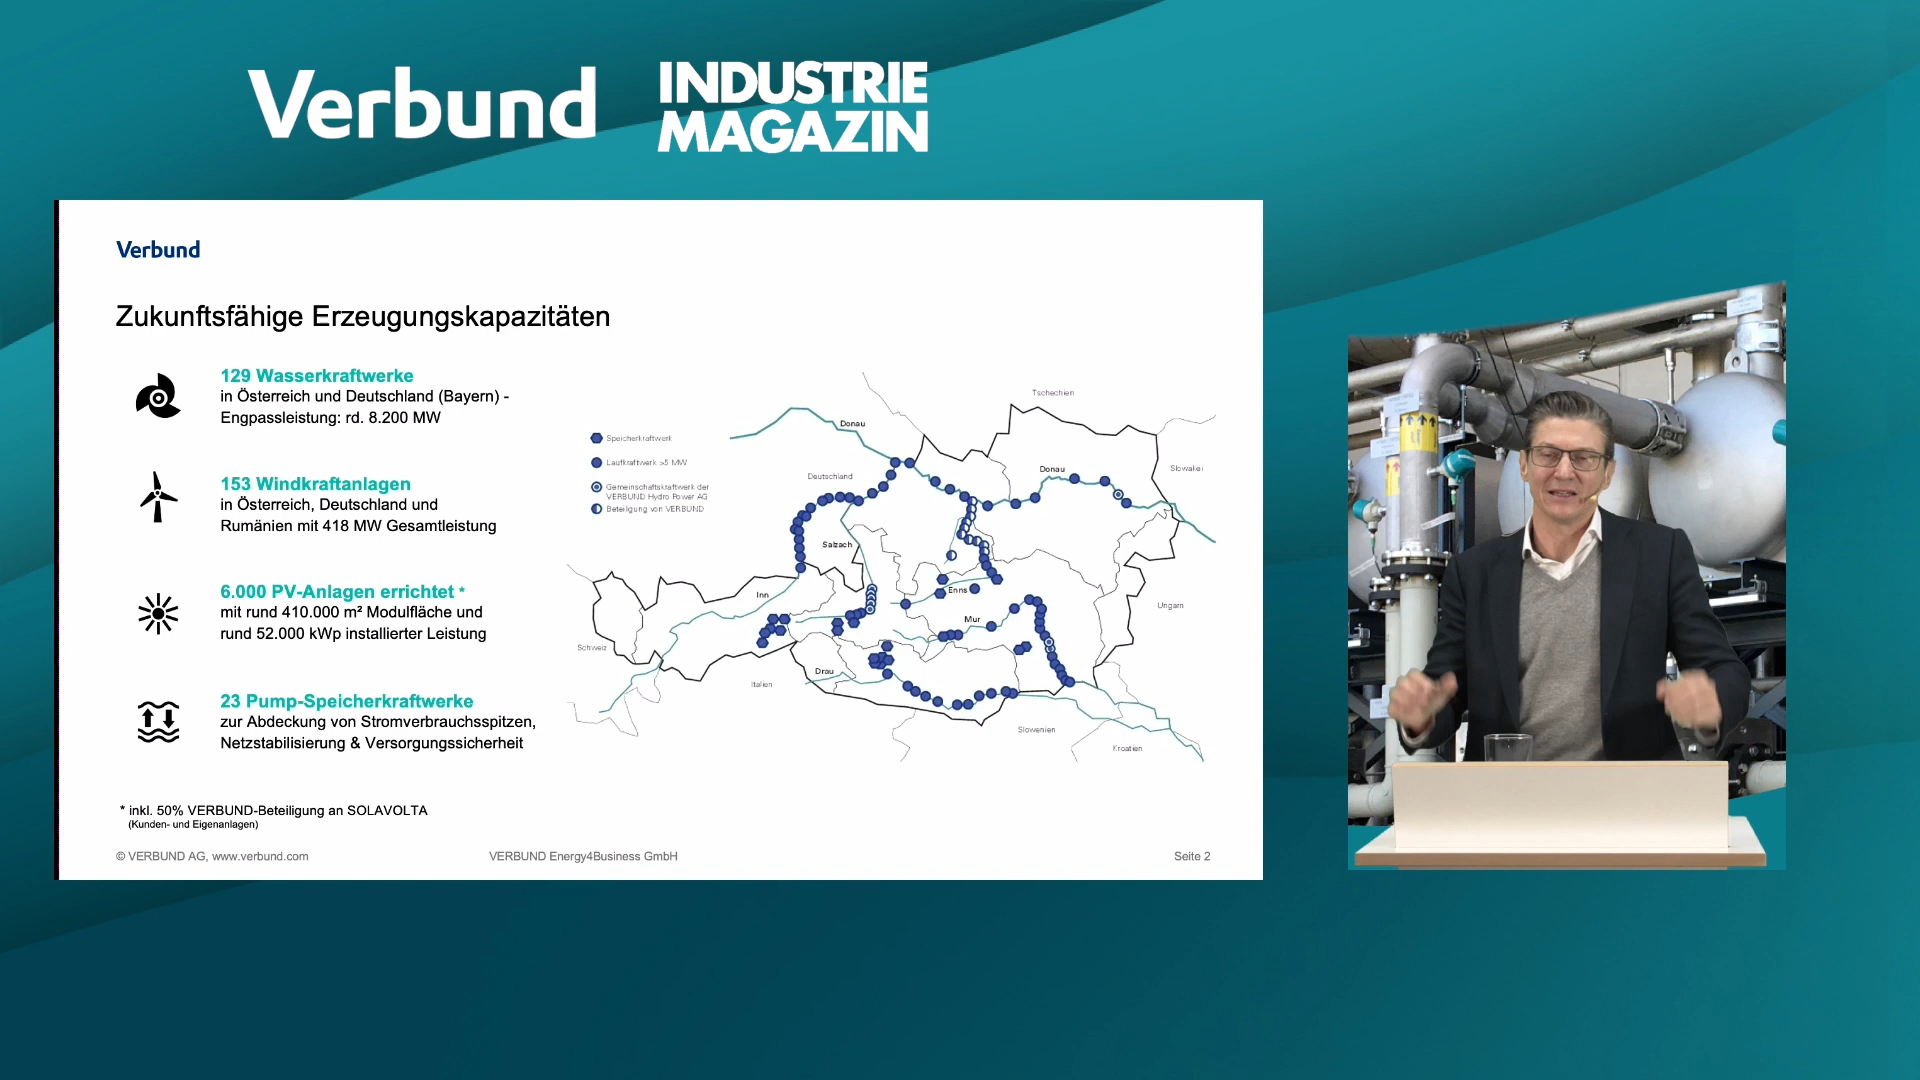 Verbund
INDUSTRIE
MAGAZIN
Verbund
Zukunftsfähige Erzeugungskapazitäten
129 Wasserkraftwerke
in Österreich und Deutschland (Bayern) -
Engpassleistung: rd. 8.200 MW
153 Windkraftanlagen
in Österreich, Deutschland und
Rumänien mit 418 MW Gesamtleistung
6.000 PV-Anlagen errichtet *
mit rund 410.000 m² Modulfläche und
rund 52.000 kWp installierter Leistung
23 Pump-Speicherkraftwerke
zur Abdeckung von Stromverbrauchsspitzen,
Netzstabilisierung & Versorgungssicherheit
* inkl. 50% VERBUND-Beteiligung an SOLAVOLTA
(Kunden- und Eigenanlagen)
Speicherkraftwerk
Laufkraftwerk >5 MW
Gemeinschaftskraftwerk der
VERBUND Hydro Power AG
Beteiligung von VERBUND
Tschechien
Donau
Deutschland
Donau
Slowakei
Salzach
Inn
Enns
Mur
Ungarn
Schweiz
Drau
Italien
Slowenien
Kroatien
© VERBUND AG, www.verbund.com
VERBUND Energy4Business GmbH
Seite 2